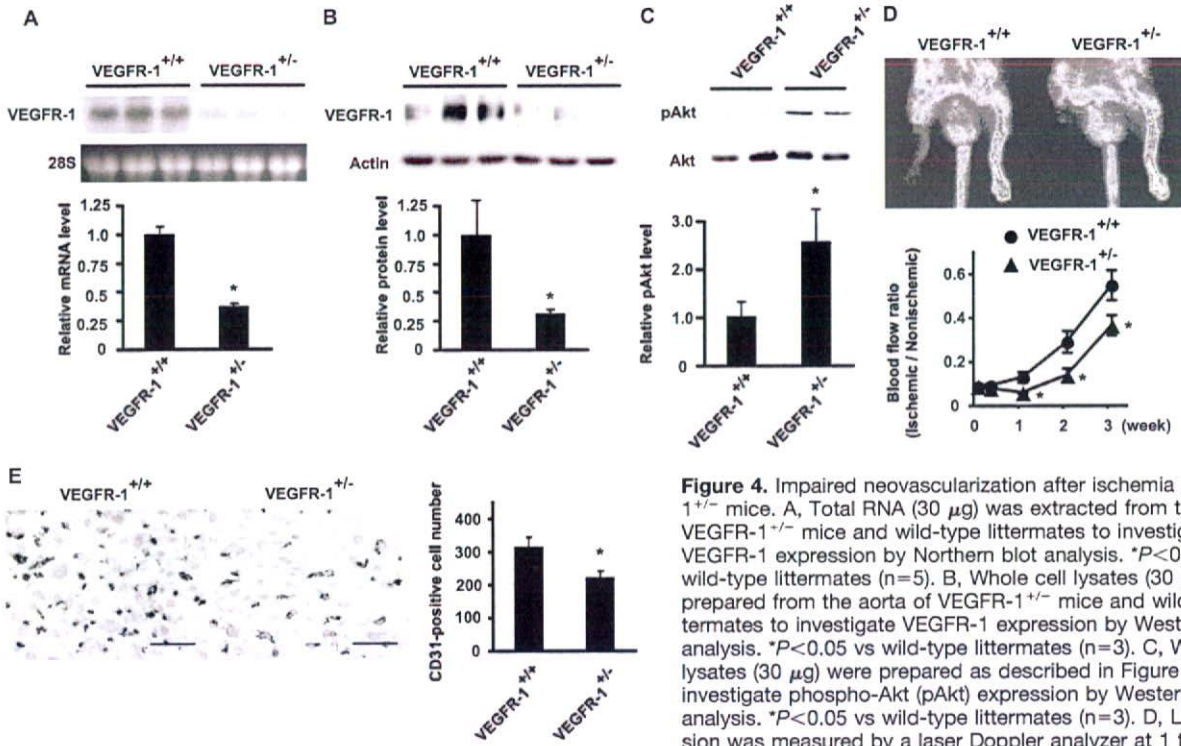 A
VEGFR-1+/+ VEGFR-1+/-
VEGFR-1
28S
Relative mRNA level
1.25
1.0
0.75
0.5
0.25
0
*
VEGFR-1+/+
VEGFR-1+/-
B
VEGFR-1+/+ VEGFR-1+/-
VEGFR-1
Actin
Relative protein level
1.25
1.0
0.75
0.5
0.25
0
*
VEGFR-1+/+
VEGFR-1+/-
C
VEGFR-1+/+ VEGFR-1+/-
pAkt
Akt
Relative pAkt level
3.0
2.0
1.0
0
*
VEGFR-1+/+
VEGFR-1+/-
D
VEGFR-1+/+ VEGFR-1+/-
● VEGFR-1+/+
▲ VEGFR-1+/-
Blood flow ratio
(Ischemic / Nonischemic)
0.6
0.4
0.2
0
* * *
0 1 2 3 (week)
E
VEGFR-1+/+ VEGFR-1+/-
CD31-positive cell number
400
300
200
100
0
*
VEGFR-1+/+
VEGFR-1+/-
Figure 4. Impaired neovascularization after ischemia
1+/− mice. A, Total RNA (30 μg) was extracted from t
VEGFR-1+/− mice and wild-type littermates to investig
VEGFR-1 expression by Northern blot analysis. *P<0
wild-type littermates (n=5). B, Whole cell lysates (30
prepared from the aorta of VEGFR-1+/− mice and wild
termates to investigate VEGFR-1 expression by West
analysis. *P<0.05 vs wild-type littermates (n=3). C, W
lysates (30 μg) were prepared as described in Figure
investigate phospho-Akt (pAkt) expression by Wester
analysis. *P<0.05 vs wild-type littermates (n=3). D, L
sion was measured by a laser Doppler analyzer at 1 t